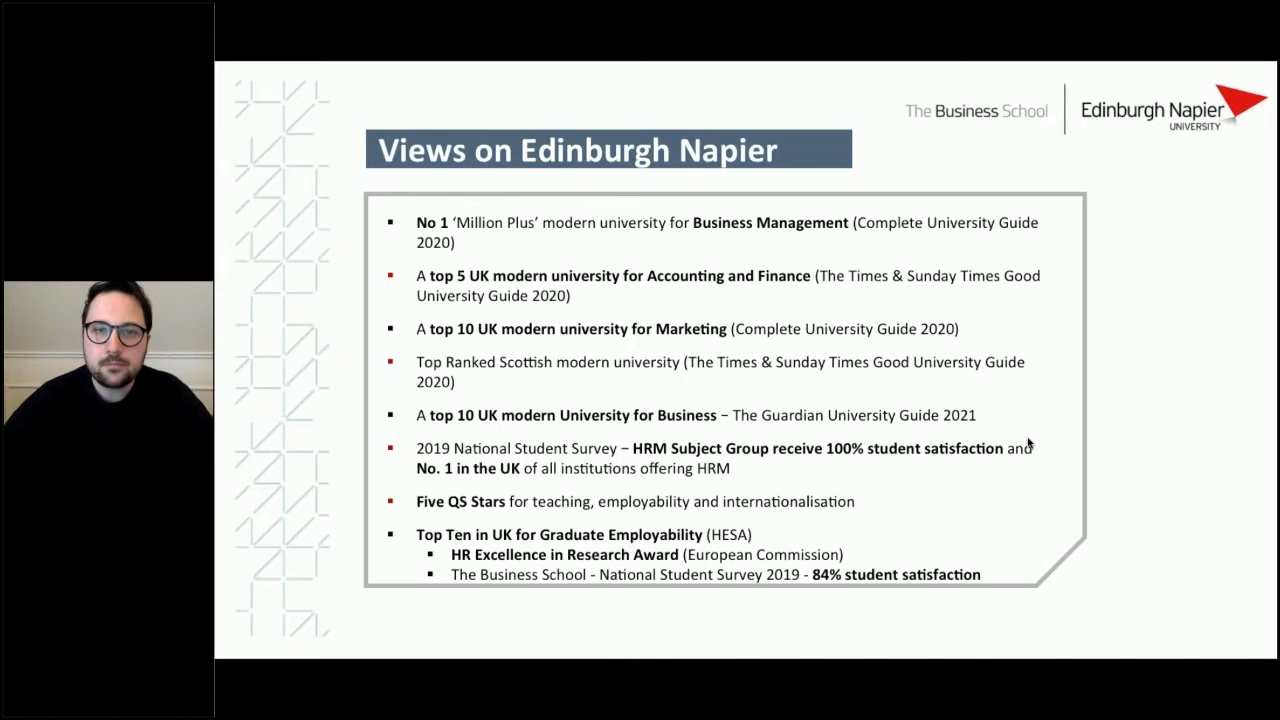 The Business School
Edinburgh Napier
UNIVERSITY
Views on Edinburgh Napier
▪ No 1 ‘Million Plus’ modern university for Business Management (Complete University Guide
2020)
▪ A top 5 UK modern university for Accounting and Finance (The Times & Sunday Times Good
University Guide 2020)
▪ A top 10 UK modern university for Marketing (Complete University Guide 2020)
▪ Top Ranked Scottish modern university (The Times & Sunday Times Good University Guide
2020)
▪ A top 10 UK modern University for Business – The Guardian University Guide 2021
▪ 2019 National Student Survey – HRM Subject Group receive 100% student satisfaction and
No. 1 in the UK of all institutions offering HRM
▪ Five QS Stars for teaching, employability and internationalisation
▪ Top Ten in UK for Graduate Employability (HESA)
▪ HR Excellence in Research Award (European Commission)
▪ The Business School - National Student Survey 2019 - 84% student satisfaction